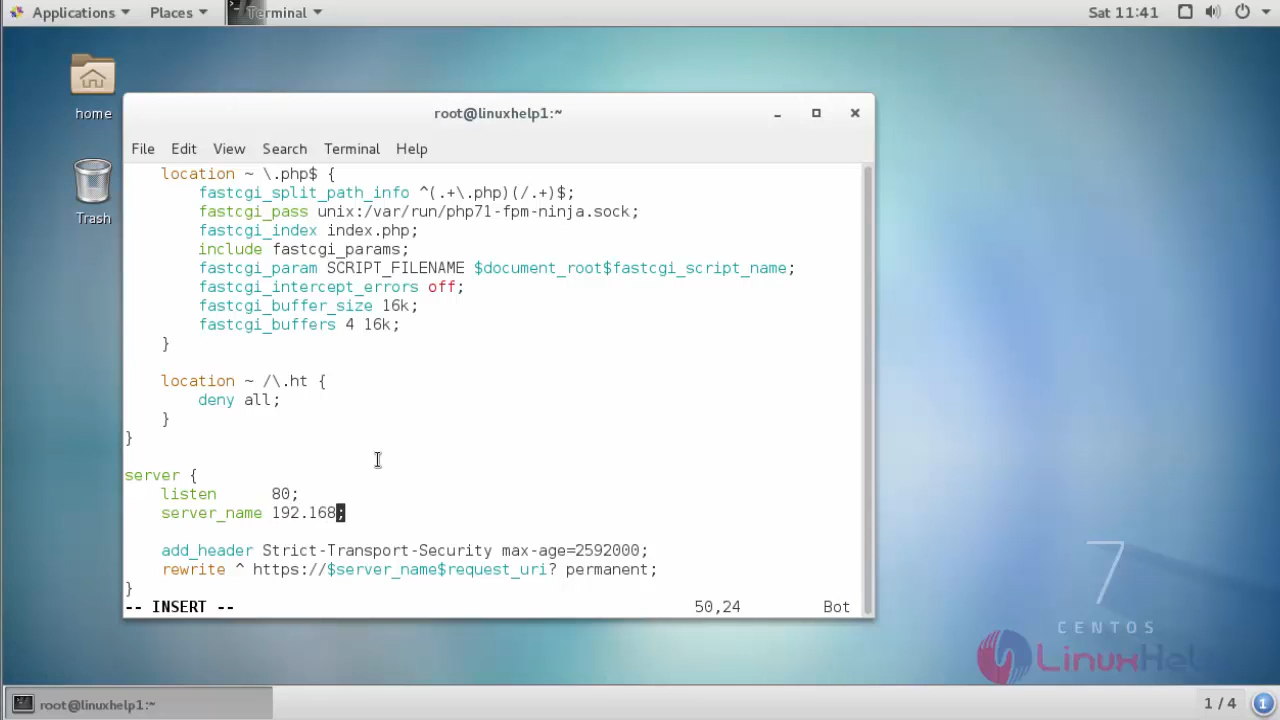 Applications Places Terminal Sat 11:41
home
Trash
root@linuxhelp1:~
File Edit View Search Terminal Help
location ~ \.php$ {
fastcgi_split_path_info ^(.+\.php)(/.+)$;
fastcgi_pass unix:/var/run/php71-fpm-ninja.sock;
fastcgi_index index.php;
include fastcgi_params;
fastcgi_param SCRIPT_FILENAME $document_root$fastcgi_script_name;
fastcgi_intercept_errors off;
fastcgi_buffer_size 16k;
fastcgi_buffers 4 16k;
}
location ~ /\.ht {
deny all;
}
}
server {
listen 80;
server_name 192.168;
add_header Strict-Transport-Security max-age=2592000;
rewrite ^ https://$server_name$request_uri? permanent;
}
-- INSERT -- 50,24 Bot
7
CENTOS
LinuxHelp
root@linuxhelp1:~ 1 / 4 1